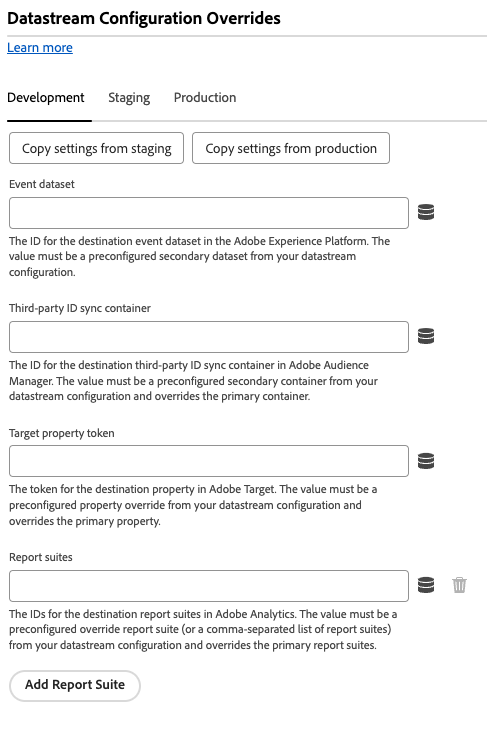 Datastream Configuration Overrides
Learn more
Development Staging Production
Copy settings from staging Copy settings from production
Event dataset
The ID for the destination event dataset in the Adobe Experience Platform. The
value must be a preconfigured secondary dataset from your datastream
configuration.
Third-party ID sync container
The ID for the destination third-party ID sync container in Adobe Audience
Manager. The value must be a preconfigured secondary container from your
datastream configuration and overrides the primary container.
Target property token
The token for the destination property in Adobe Target. The value must be a
preconfigured property override from your datastream configuration and
overrides the primary property.
Report suites
The IDs for the destination report suites in Adobe Analytics. The value must be a
preconfigured override report suite (or a comma-separated list of report suites)
from your datastream configuration and overrides the primary report suites.
Add Report Suite